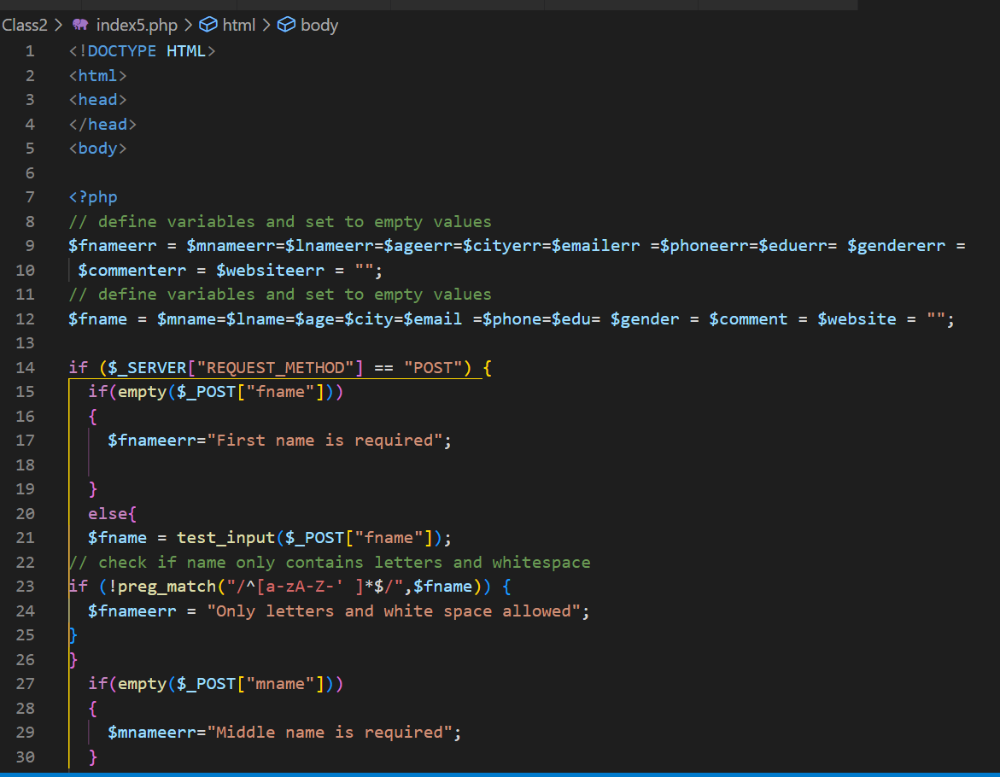 Class2 > index5.php > html > body
1 <!DOCTYPE HTML>
2 <html>
3 <head>
4 </head>
5 <body>
6
7 <?php
8 // define variables and set to empty values
9 $fnameerr = $mnameerr=$lnameerr=$ageerr=$cityerr=$emailerr =$phoneerr=$eduerr= $gendererr =
10 $commenterr = $websiteerr = "";
11 // define variables and set to empty values
12 $fname = $mname=$lname=$age=$city=$email =$phone=$edu= $gender = $comment = $website = "";
13
14 if ($_SERVER["REQUEST_METHOD"] == "POST") {
15   if(empty($_POST["fname"]))
16   {
17     $fnameerr="First name is required";
18
19   }
20   else{
21   $fname = test_input($_POST["fname"]);
22 // check if name only contains letters and whitespace
23 if (!preg_match("/^[a-zA-Z-' ]*$/",$fname)) {
24   $fnameerr = "Only letters and white space allowed";
25 }
26 }
27   if(empty($_POST["mname"]))
28   {
29     $mnameerr="Middle name is required";
30   }